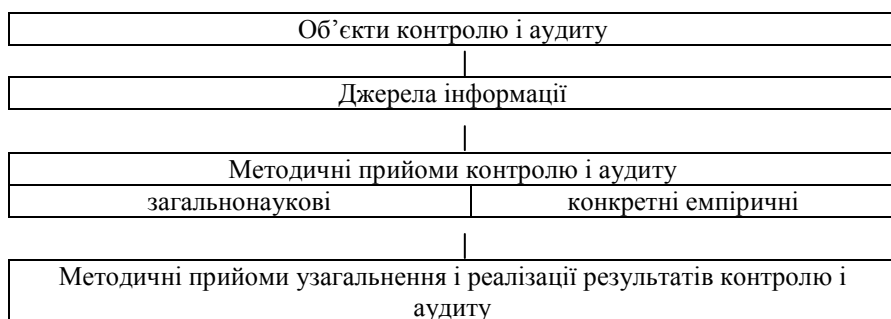 Об’єкти контролю і аудиту
Джерела інформації
Методичні прийоми контролю і аудиту
загальнонаукові
конкретні емпіричні
Методичні прийоми узагальнення і реалізації результатів контролю і
аудиту